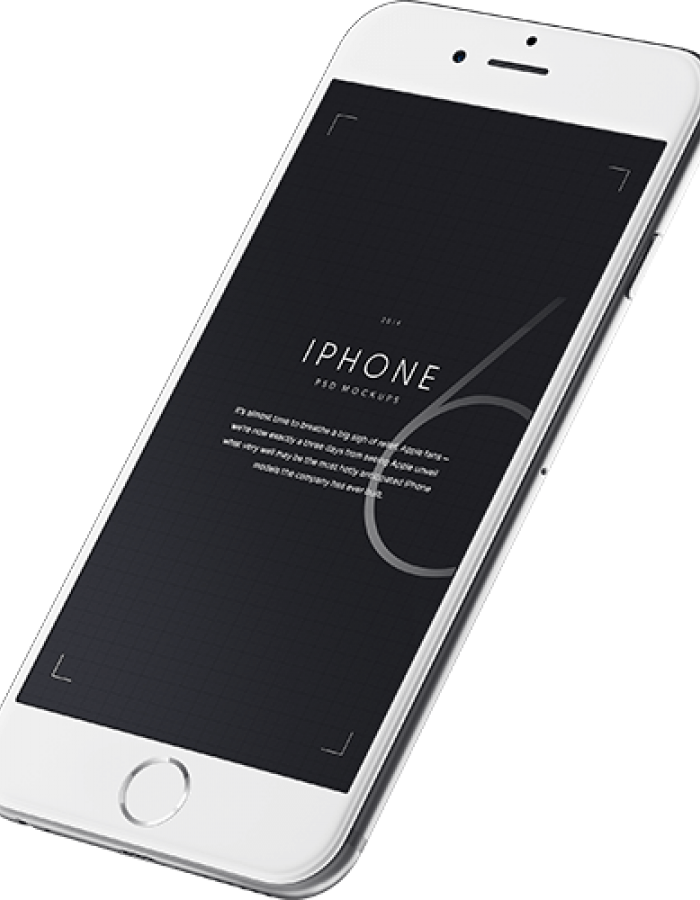 2014
IPHONE
PSD MOCKUPS
It's almost time to breathe a big sigh of relief, Apple fans —
we're now exactly a three days from seeing Apple unveil
what very well may be the most hotly anticipated iPhone
models the company has ever built.
6